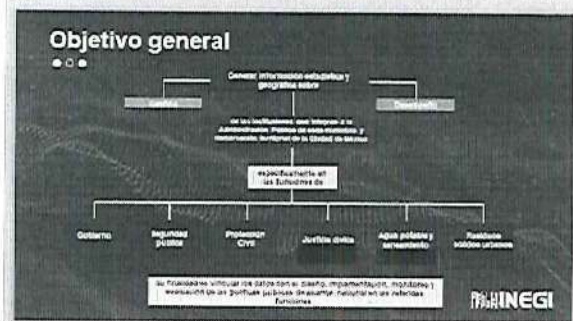 Objetivo general
Generar información estadística y
geográfica sobre
Gestión
Desempeño
de las instituciones que integran a la
Administración Pública de cada municipio y
demarcación territorial de la Ciudad de México
específicamente en
las funciones de
Gobierno
Seguridad
pública
Protección
Civil
Justicia cívica
Agua potable y
saneamiento
Residuos
sólidos urbanos
Su finalidad es vincular los datos con el diseño, implementación, monitoreo y
evaluación de las políticas públicas de alcance nacional en las referidas
funciones
INEGI